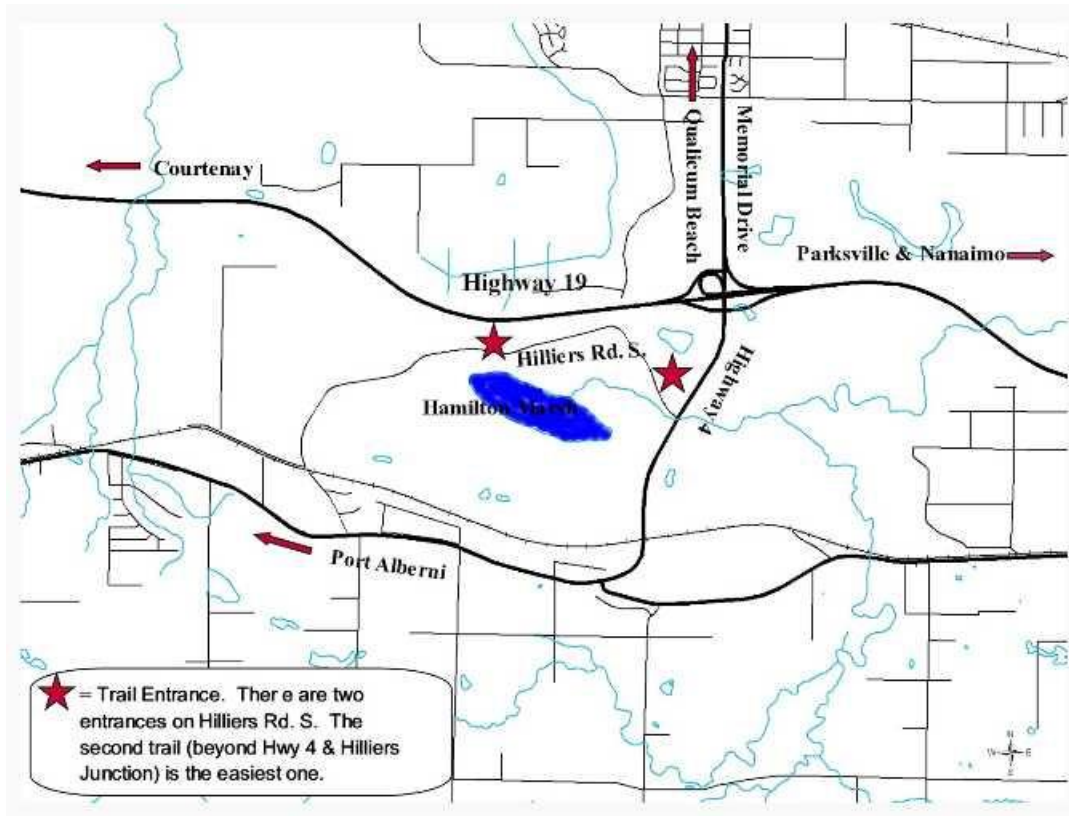 Qualicum Beach
Memorial Drive
Courtenay
Parksville & Nanaimo
Highway 19
Hilliers Rd. S.
Highway 4
Hamilton Marsh
Port Alberni
= Trail Entrance. Ther e are two
entrances on Hilliers Rd. S. The
second trail (beyond Hwy 4 & Hilliers
Junction) is the easiest one.
N
W
E
S